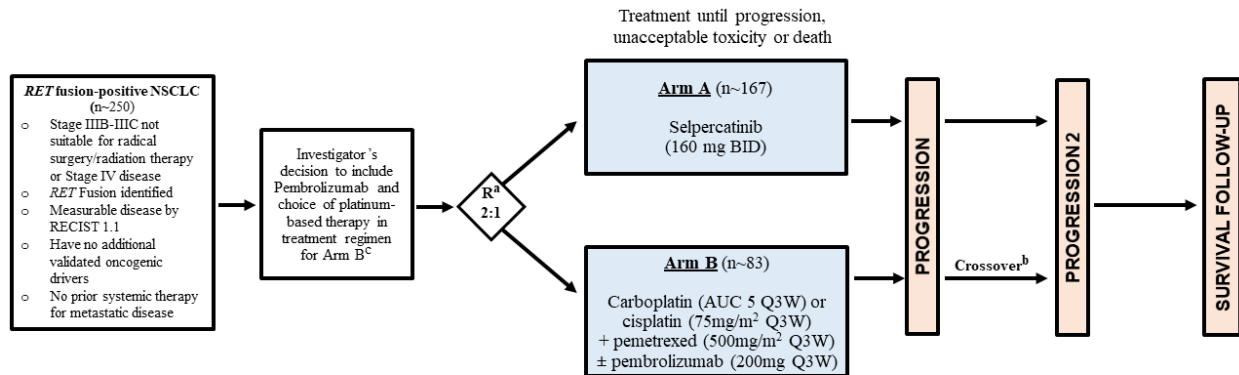 RET fusion-positive NSCLC
(n~250)
o Stage IIIB-IIIC not
suitable for radical
surgery/radiation therapy
or Stage IV disease
o RET Fusion identified
o Measurable disease by
RECIST 1.1
o Have no additional
validated oncogenic
drivers
o No prior systemic therapy
for metastatic disease
Investigator’s
decision to include
Pembrolizumab and
choice of platinum-
based therapy in
treatment regimen
for Arm Bᶜ
Rᵃ
2:1
Treatment until progression,
unacceptable toxicity or death
Arm A (n~167)
Selpercatinib
(160 mg BID)
Arm B (n~83)
Carboplatin (AUC 5 Q3W) or
cisplatin (75mg/m² Q3W)
+ pemetrexed (500mg/m² Q3W)
± pembrolizumab (200mg Q3W)
PROGRESSION
Crossoverᵇ
PROGRESSION 2
SURVIVAL FOLLOW-UP